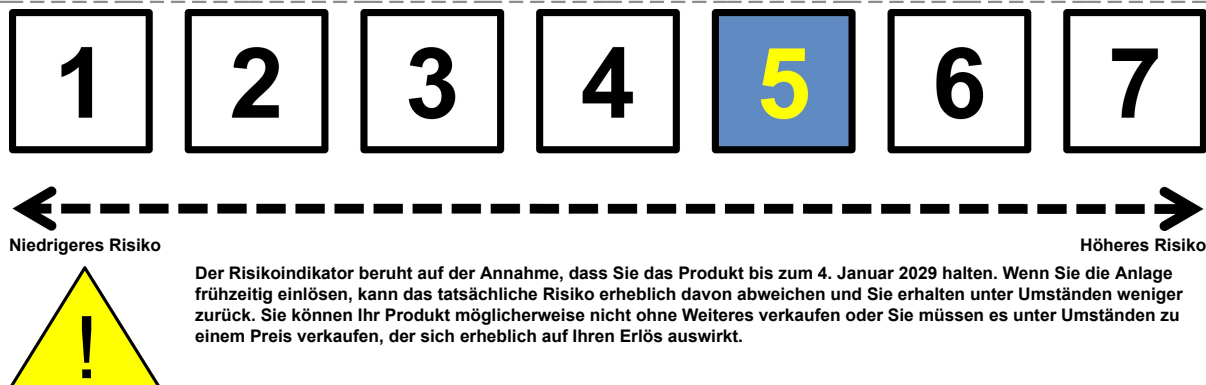 1 2 3 4 5 6 7
Niedrigeres Risiko Höheres Risiko
Der Risikoindikator beruht auf der Annahme, dass Sie das Produkt bis zum 4. Januar 2029 halten. Wenn Sie die Anlage
frühzeitig einlösen, kann das tatsächliche Risiko erheblich davon abweichen und Sie erhalten unter Umständen weniger
zurück. Sie können Ihr Produkt möglicherweise nicht ohne Weiteres verkaufen oder Sie müssen es unter Umständen zu
einem Preis verkaufen, der sich erheblich auf Ihren Erlös auswirkt.
!